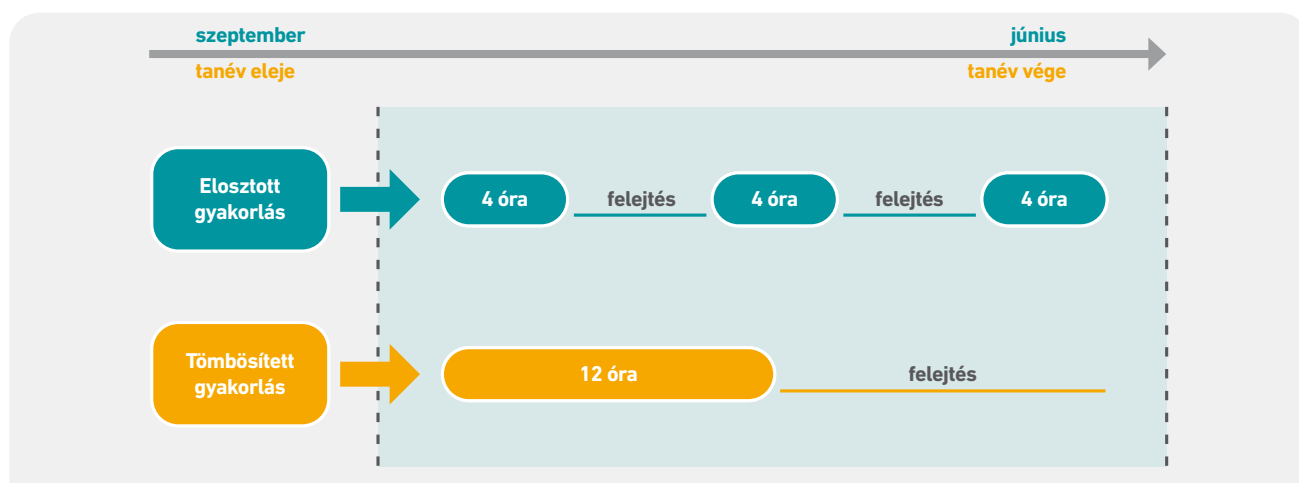 szeptember
június
tanév eleje
tanév vége
Elosztott
gyakorlás
4 óra
felejtés
4 óra
felejtés
4 óra
Tömbösített
gyakorlás
12 óra
felejtés